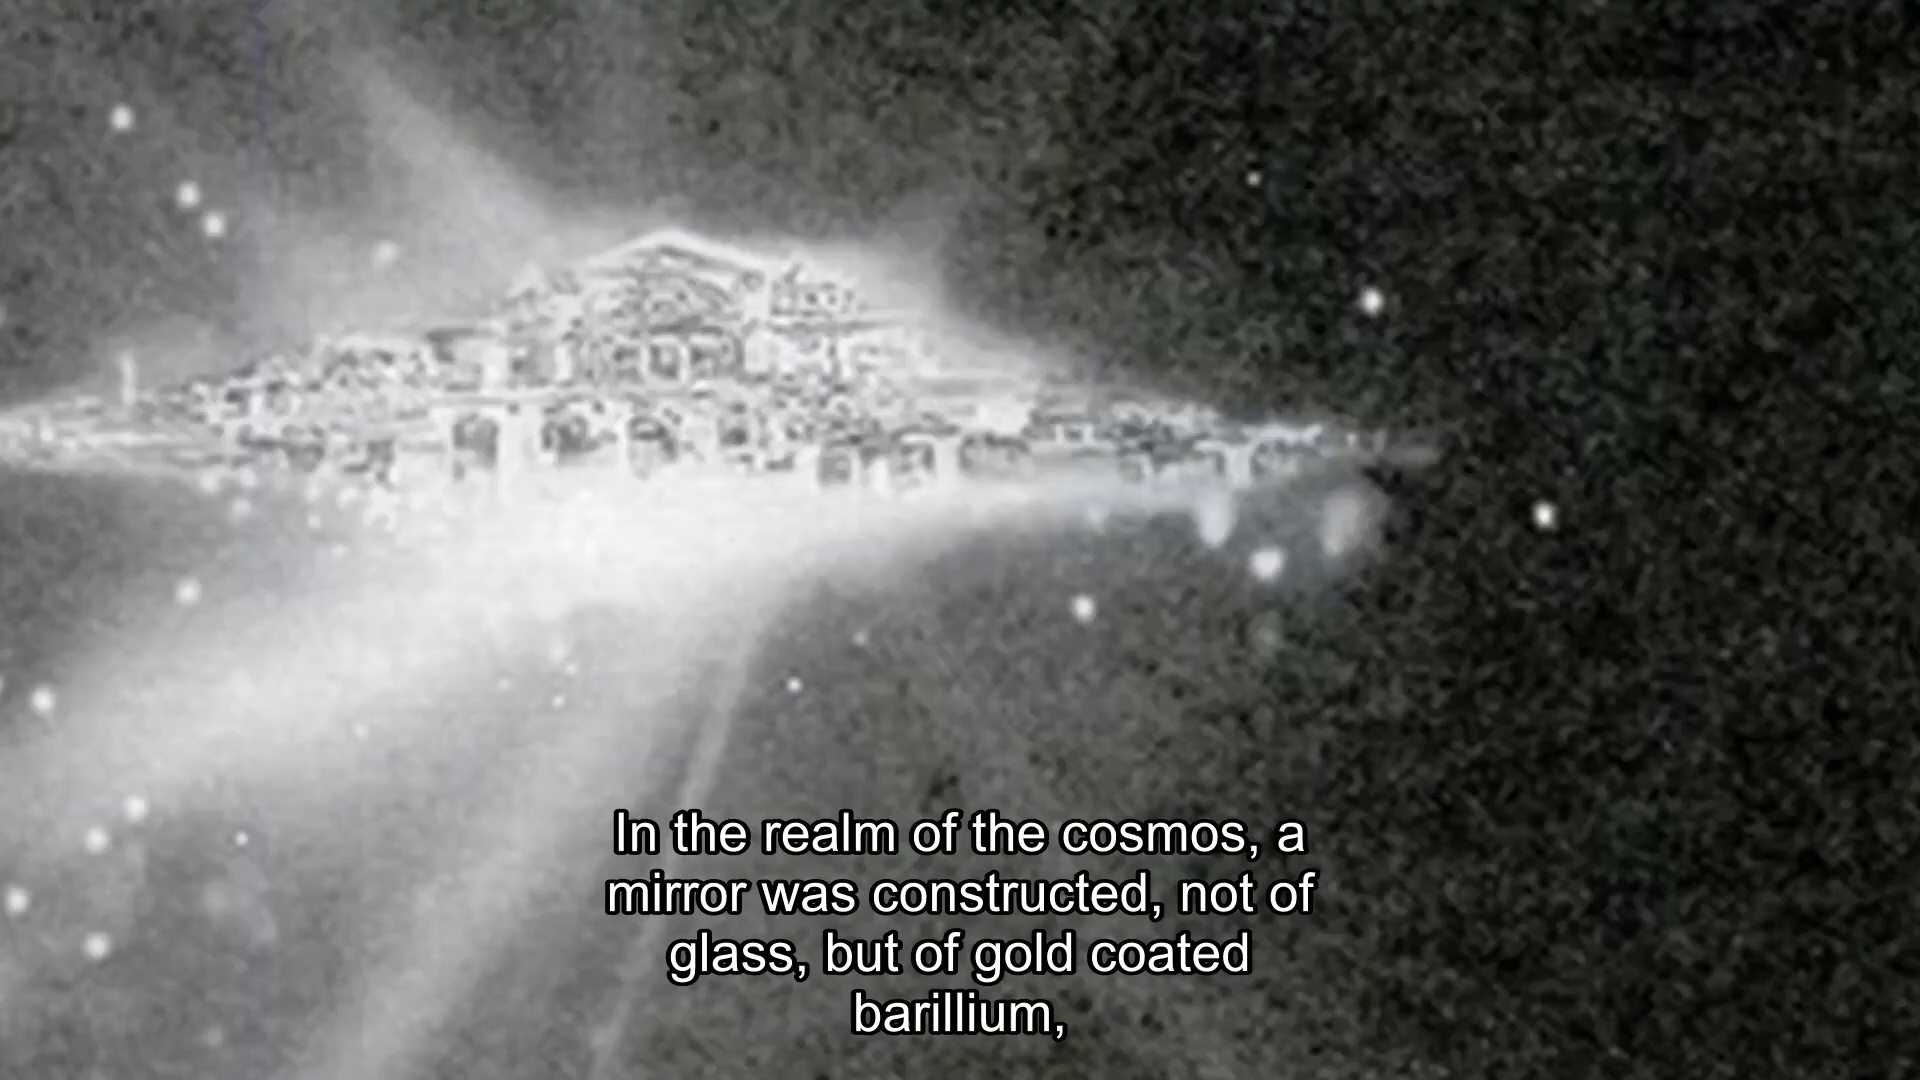 In the realm of the cosmos, a
mirror was constructed, not of
glass, but of gold coated
barillium,